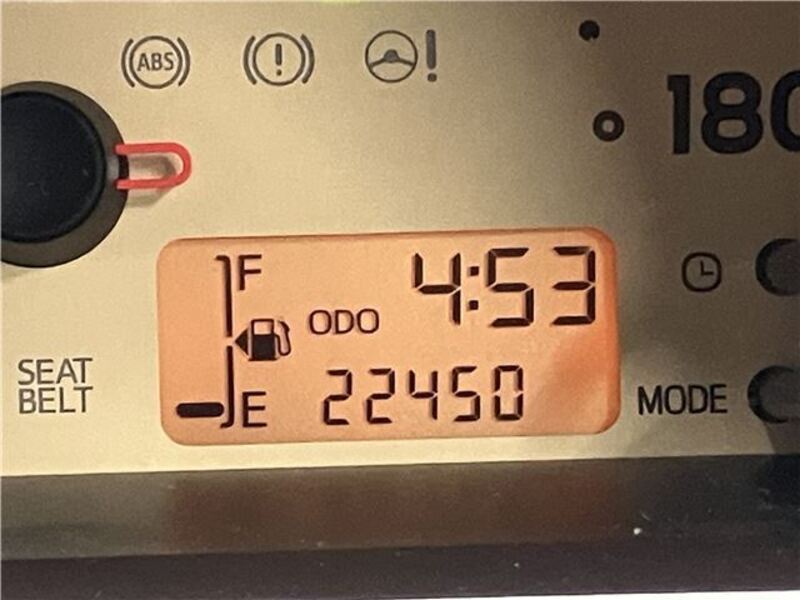 ABS
180
F
4:53
ODO
SEAT
BELT
E
22450
MODE